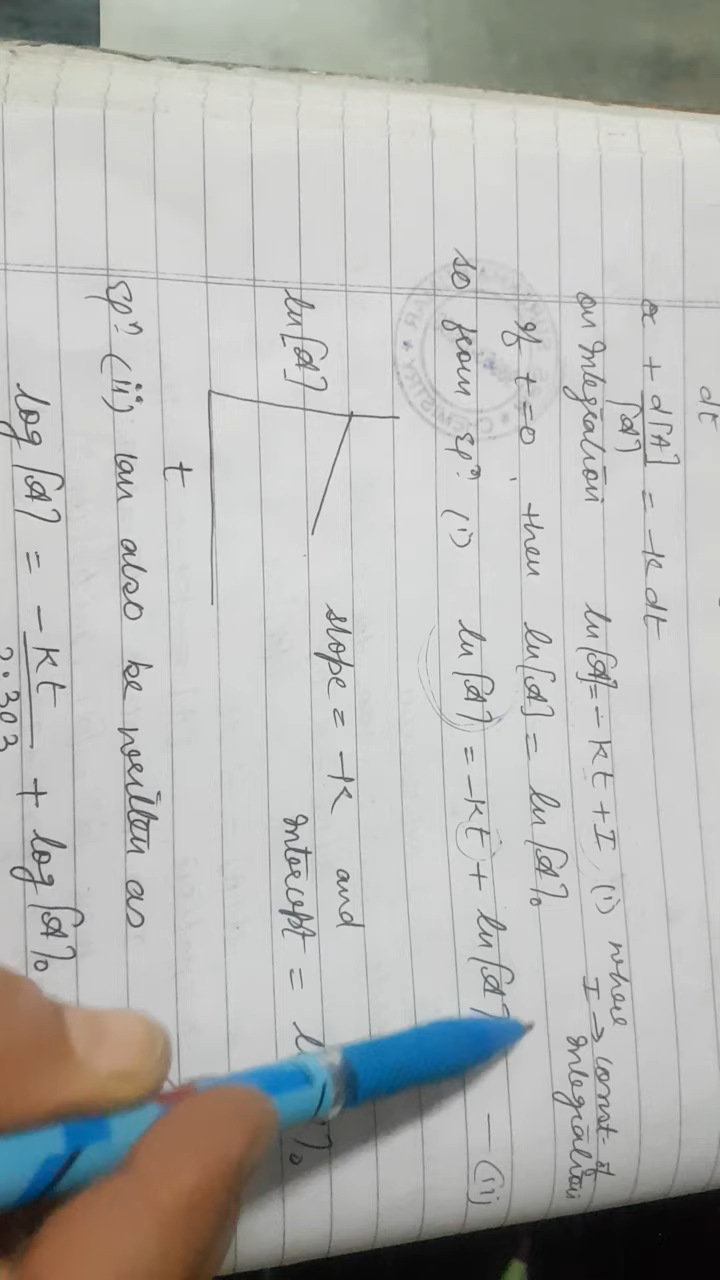 dt
or + d[A] / [A] = -k dt
on Integration ln[A] = -kt + I (i) where
I → const. of
Integration
If t = 0, then ln[A] = ln[A]₀
so from Eqⁿ (i) ln[A] = -kt + ln[A] - (ii)
slope = -k and
ln[A] Intercept =
t
Eqⁿ (ii) can also be written as
log[A] = -kt / 2.303 + log[A]₀
CHEMISTRY